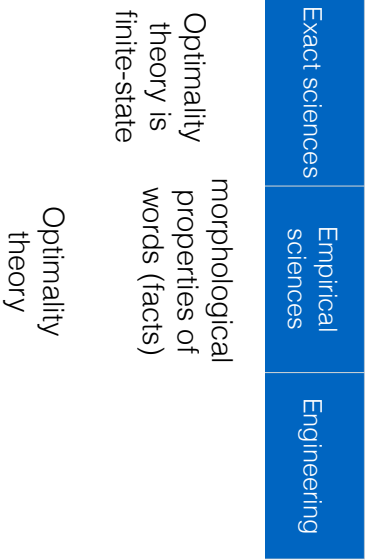 Exact sciences
Empirical
sciences
Engineering
Optimality
theory is
finite-state
morphological
properties of
words (facts)
Optimality
theory